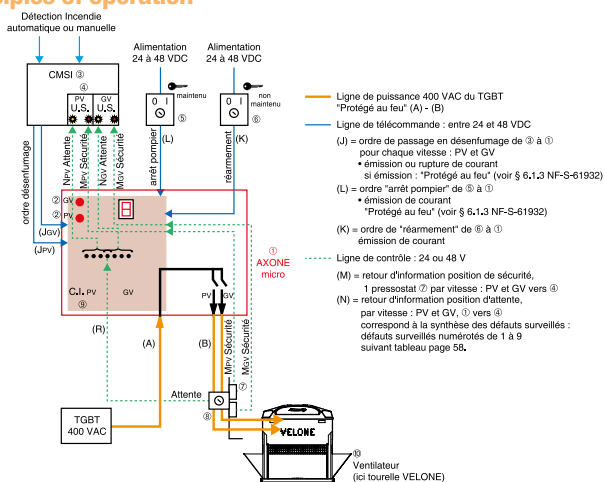 ciples of operation
Détection Incendie
automatique ou manuelle
Alimentation
24 à 48 VDC
Alimentation
24 à 48 VDC
CMSI ③
④
PV
U.S.
GV
U.S.
maintenu
0 I
⑤
non
maintenu
0 I
⑥
(L)
(K)
ordre désenfumage
NPV Attente
MPV Sécurité
NGV Attente
MGV Sécurité
arrêt pompier
réarmement
② GV
② PV
(JGV)
(JPV)
①
AXONE
micro
C.I. PV
GV
⑨
PV
GV
(R)
(A)
(B)
MPV Sécurité
MGV Sécurité
⑦
Attente
⑧
TGBT
400 VAC
VELONE
⑩
Ventilateur
(ici tourelle VELONE)
Ligne de puissance 400 VAC du TGBT
"Protégé au feu" (A) - (B)
Ligne de télécommande : entre 24 et 48 VDC
(J) = ordre de passage en désenfumage de ③ à ①
pour chaque vitesse : PV et GV
• émission ou rupture de courant
si émission : "Protégé au feu" (voir § 6.1.3 NF-S-61932)
(L) = ordre "arrêt pompier" de ⑤ à ①
• émission de courant
"Protégé au feu" (voir § 6.1.3 NF-S-61932)
(K) = ordre de "réarmement" de ⑥ à ①
émission de courant
Ligne de contrôle : 24 ou 48 V
(M) = retour d'information position de sécurité,
1 pressostat ⑦ par vitesse : PV et GV vers ④
(N) = retour d'information position d'attente,
par vitesse : PV et GV, ① vers ④
correspond à la synthèse des défauts surveillés :
défauts surveillés numérotés de 1 à 9
suivant tableau page 58.